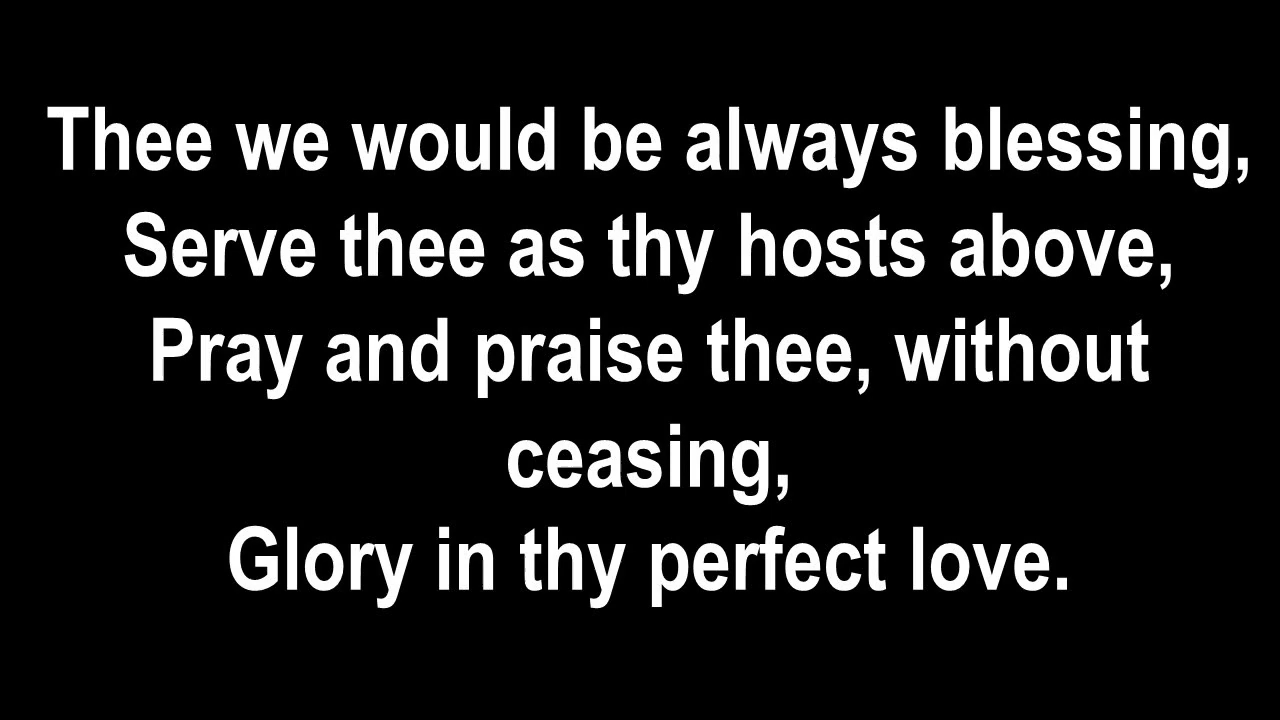 Thee we would be always blessing,
Serve thee as thy hosts above,
Pray and praise thee, without
ceasing,
Glory in thy perfect love.